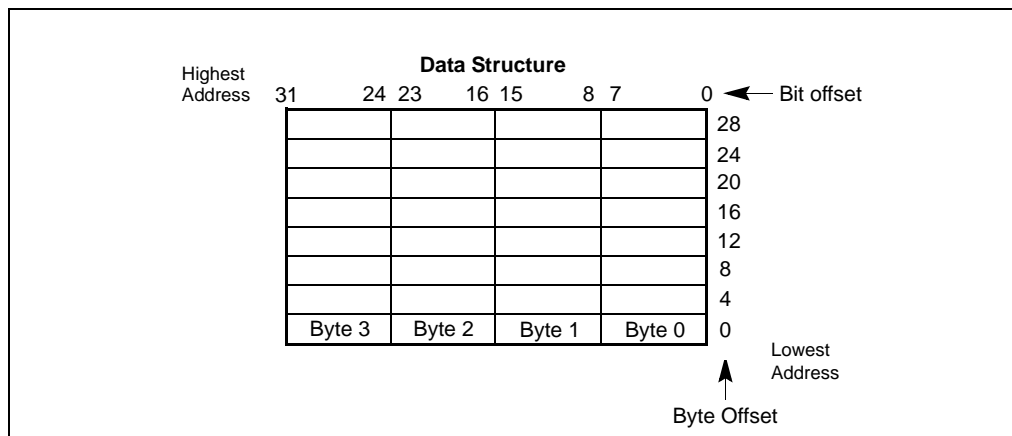 Data Structure
Highest
Address
31 24 23 16 15 8 7 0 Bit offset
28
24
20
16
12
8
4
Byte 3 Byte 2 Byte 1 Byte 0 0
Lowest
Address
Byte Offset